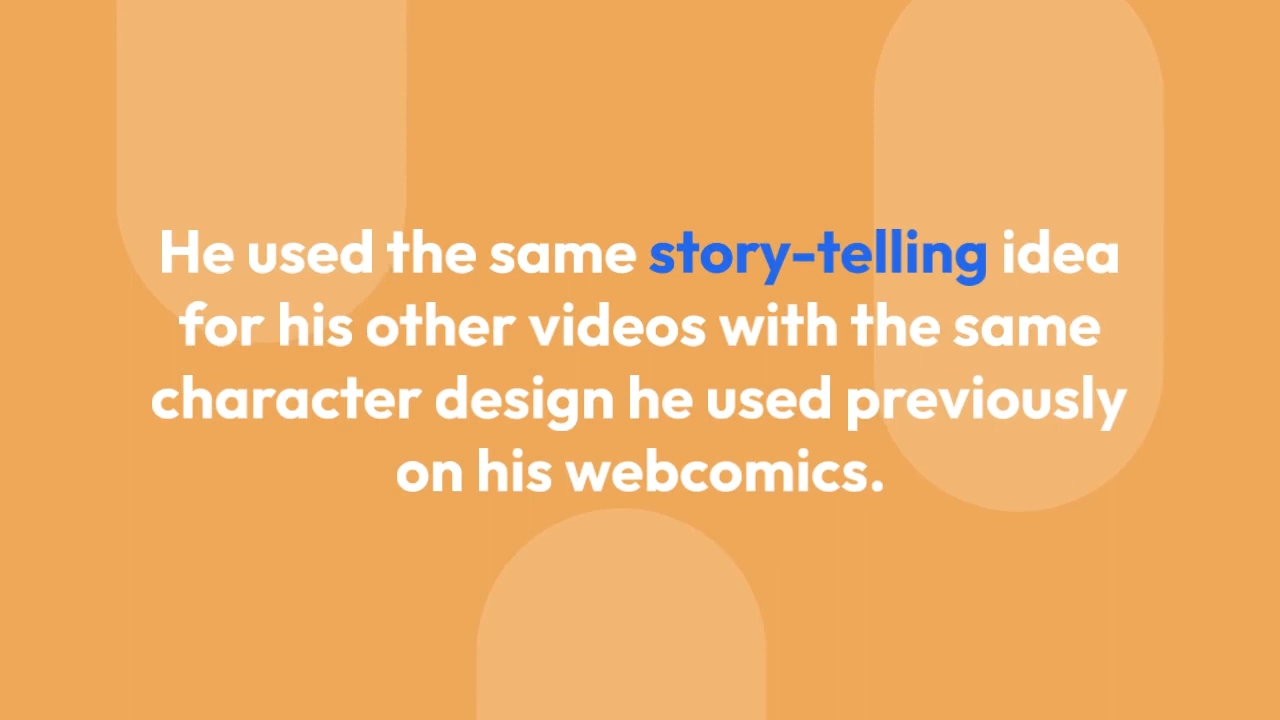 He used the same story-telling idea
for his other videos with the same
character design he used previously
on his webcomics.